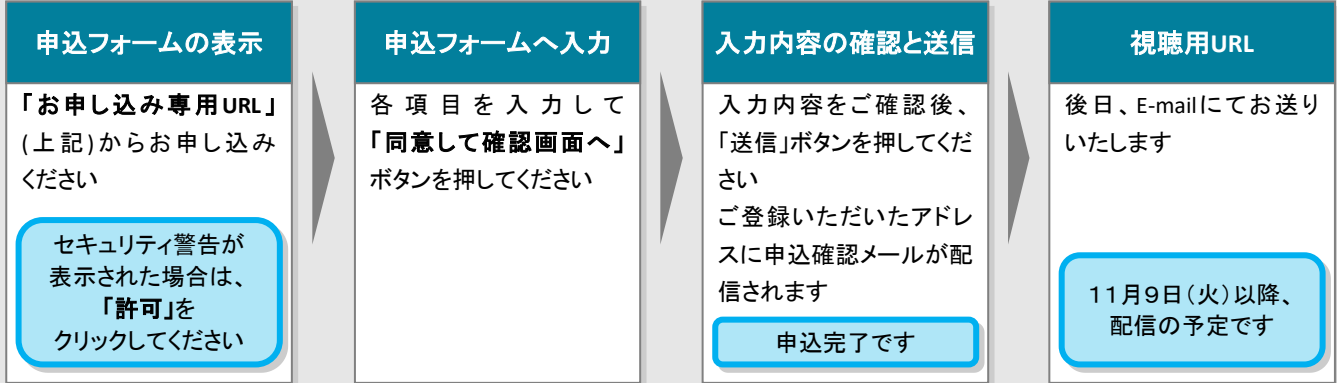 申込フォームの表示
「お申し込み専用URL」
(上記)からお申し込み
ください
セキュリティ警告が
表示された場合は、
「許可」を
クリックしてください
申込フォームへ入力
各項目を入力して
「同意して確認画面へ」
ボタンを押してください
入力内容の確認と送信
入力内容をご確認後、
「送信」ボタンを押してくだ
さい
ご登録いただいたアドレ
スに申込確認メールが配
信されます
申込完了です
視聴用URL
後日、E-mailにてお送り
いたします
11月9日(火)以降、
配信の予定です